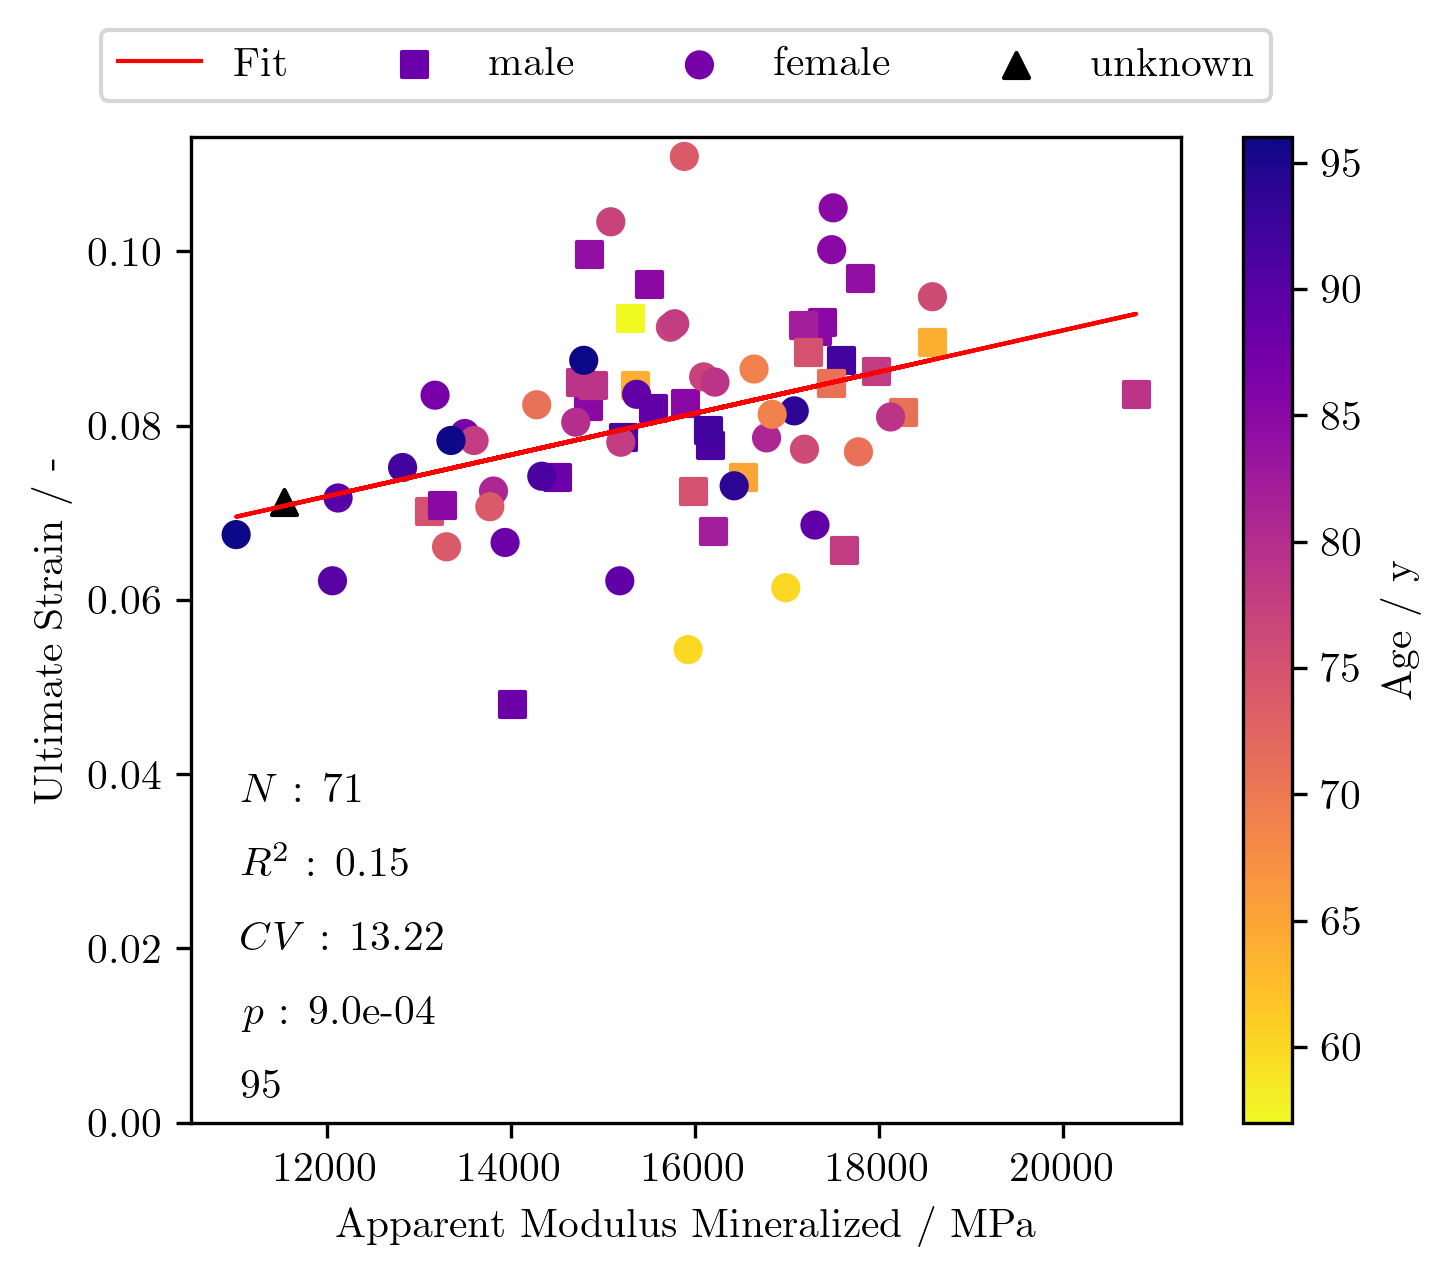 Fit male female unknown
0.10
0.08
0.06
0.04
0.02
0.00
Ultimate Strain / -
N : 71
R² : 0.15
CV : 13.22
p : 9.0e-04
95
12000 14000 16000 18000 20000
Apparent Modulus Mineralized / MPa
95
90
85
80
75
70
65
60
Age / y